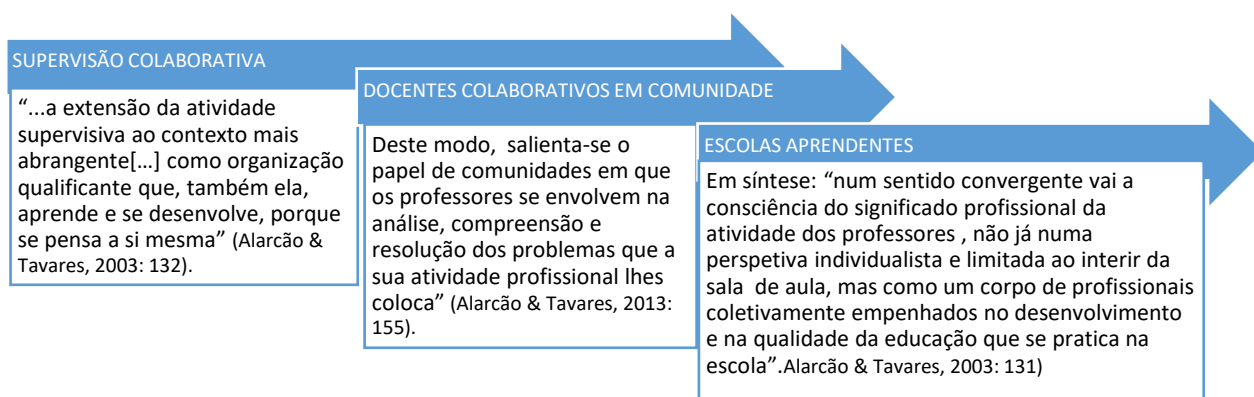 SUPERVISÃO COLABORATIVA
“...a extensão da atividade
supervisiva ao contexto mais
abrangente[...] como organização
qualificante que, também ela,
aprende e se desenvolve, porque
se pensa a si mesma” (Alarcão &
Tavares, 2003: 132).
DOCENTES COLABORATIVOS EM COMUNIDADE
Deste modo, salienta-se o
papel de comunidades em que
os professores se envolvem na
análise, compreensão e
resolução dos problemas que a
sua atividade profissional lhes
coloca” (Alarcão & Tavares, 2013:
155).
ESCOLAS APRENDENTES
Em síntese: “num sentido convergente vai a
consciência do significado profissional da
atividade dos professores , não já numa
perspetiva individualista e limitada ao interir da
sala de aula, mas como um corpo de profissionais
coletivamente empenhados no desenvolvimento
e na qualidade da educação que se pratica na
escola”.Alarcão & Tavares, 2003: 131)